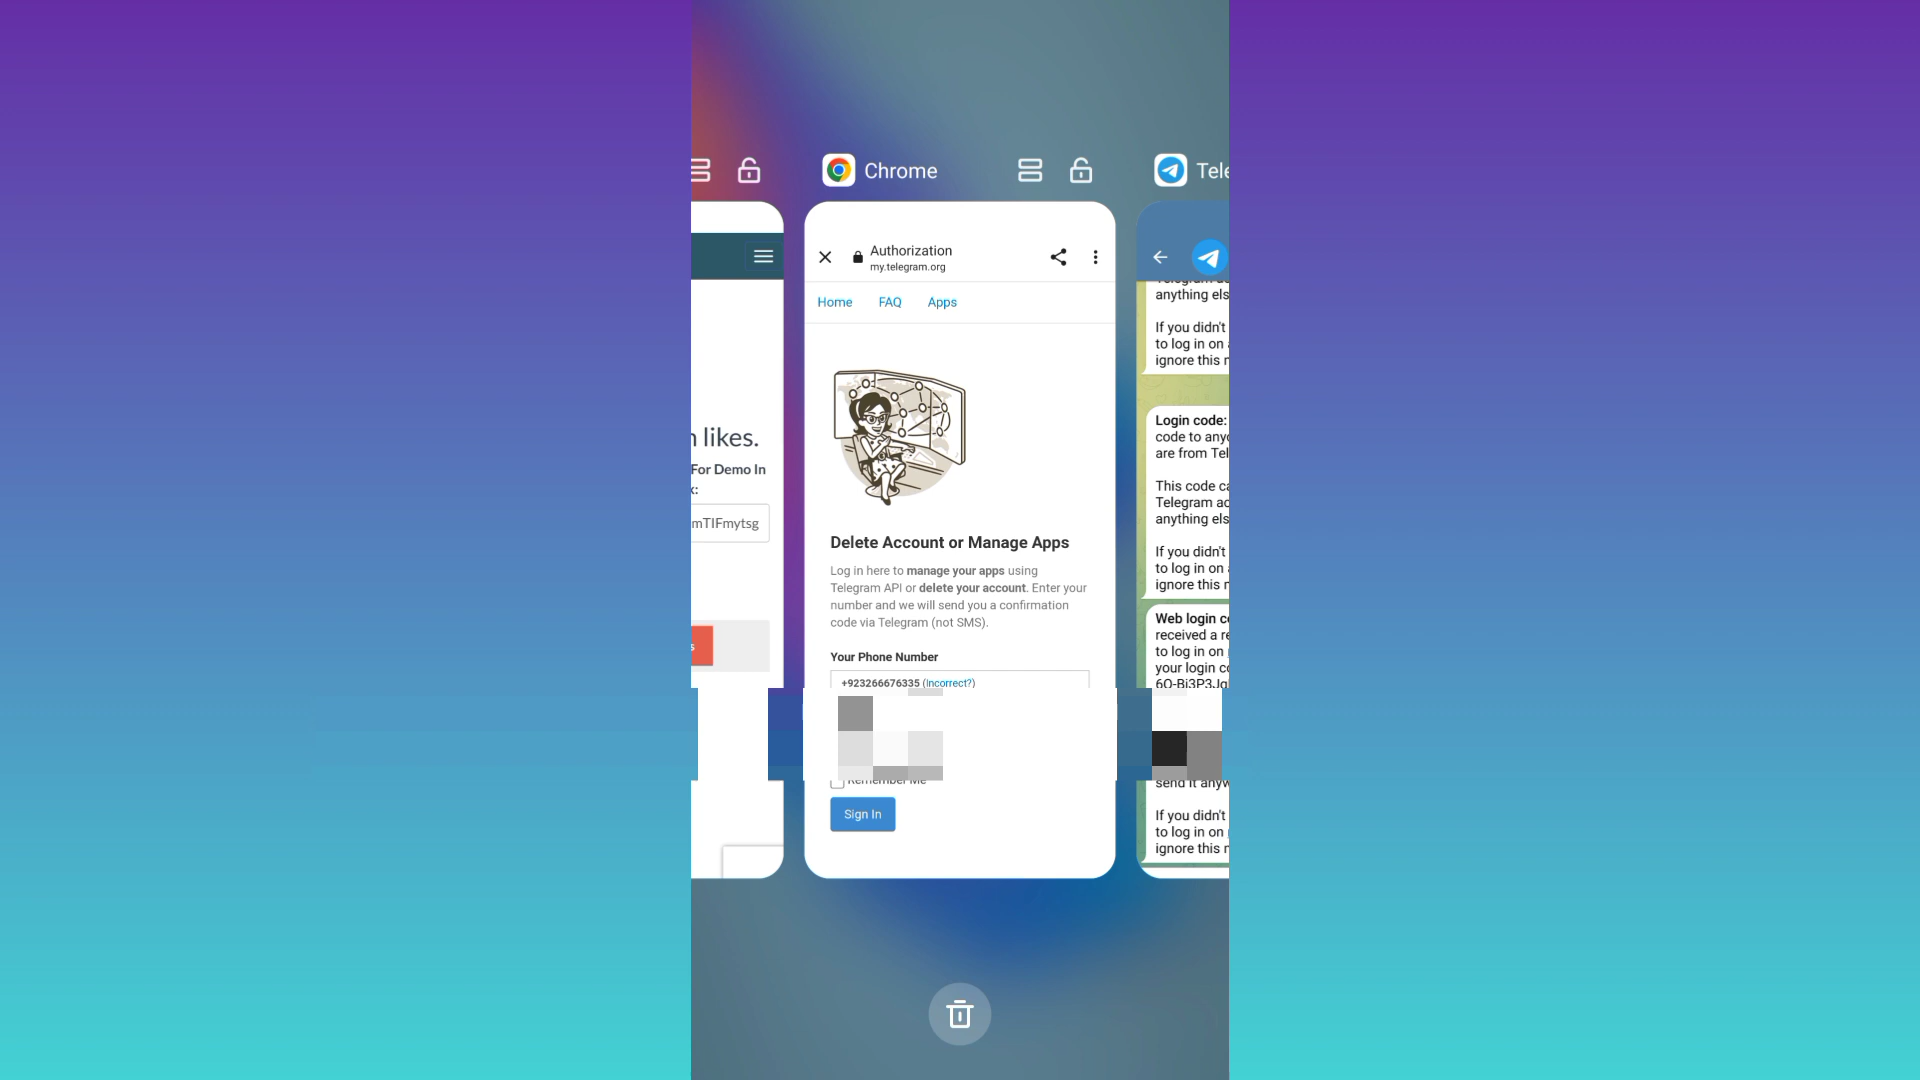 Chrome
Tele
Authorization
my.telegram.org
Home FAQ Apps
likes.
For Demo In
mTIFmytsg
Delete Account or Manage Apps
Log in here to manage your apps using
Telegram API or delete your account. Enter your
number and we will send you a confirmation
code via Telegram (not SMS).
Your Phone Number
+923266676335 (Incorrect?)
Remember Me
Sign In
anything els
If you didn't
to log in on
ignore this
Login code:
code to anyo
are from Tel
This code ca
Telegram ac
anything els
If you didn't
to log in on
ignore this
Web login co
received a re
to log in on
your login co
send it anyw
If you didn't
to log in on
ignore this